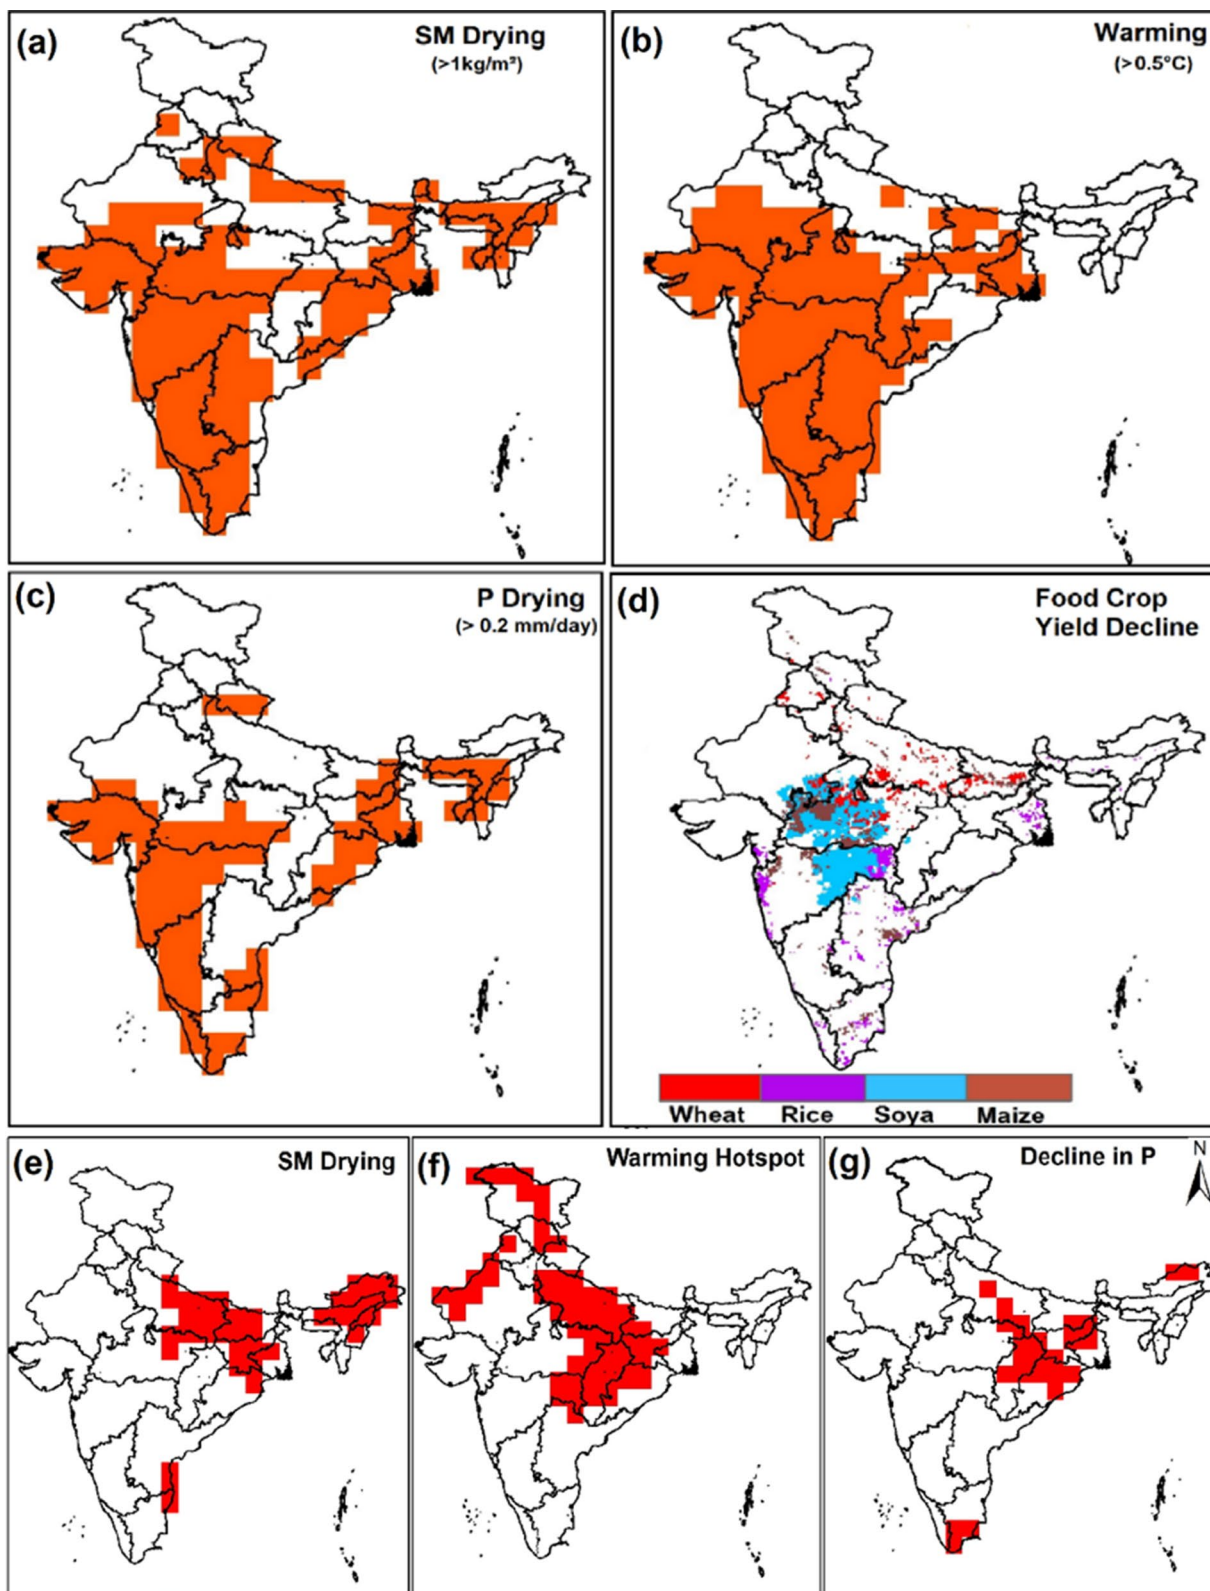 (a)
SM Drying
(>1kg/m²)
(b)
Warming
(>0.5°C)
(c)
P Drying
(> 0.2 mm/day)
(d)
Food Crop
Yield Decline
Wheat Rice Soya Maize
(e)
SM Drying
(f)
Warming Hotspot
(g)
Decline in P
N